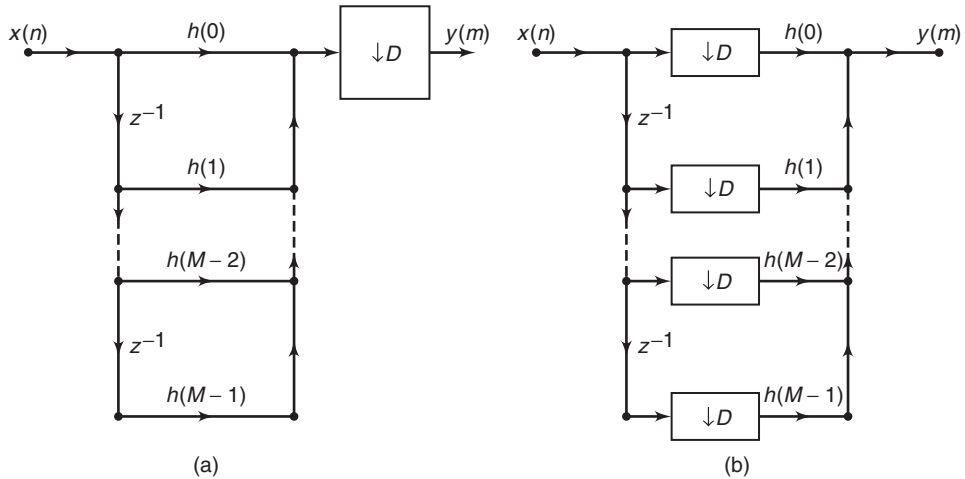 x(n)
h(0)
↓D
y(m)
z⁻¹
h(1)
h(M – 2)
z⁻¹
h(M – 1)
(a)
x(n)
↓D
h(0)
y(m)
z⁻¹
↓D
h(1)
↓D
h(M – 2)
z⁻¹
↓D
h(M – 1)
(b)